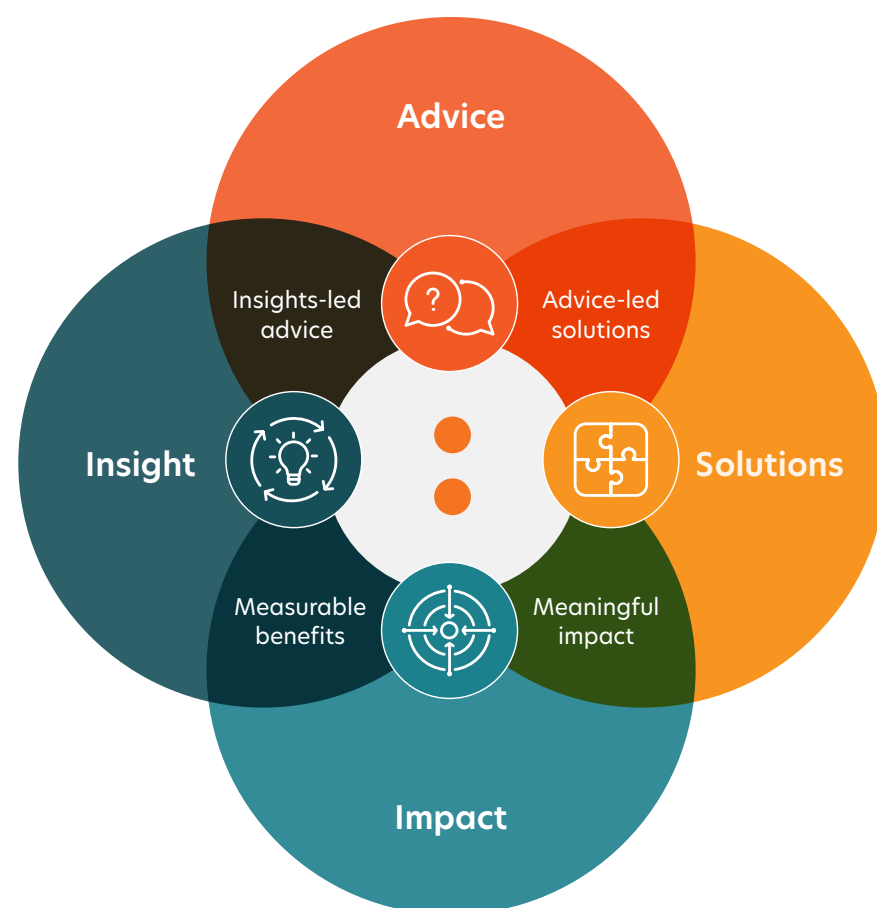 Advice
Insights-led
advice
?
Advice-led
solutions
Insight
Solutions
Measurable
benefits
Meaningful
impact
Impact